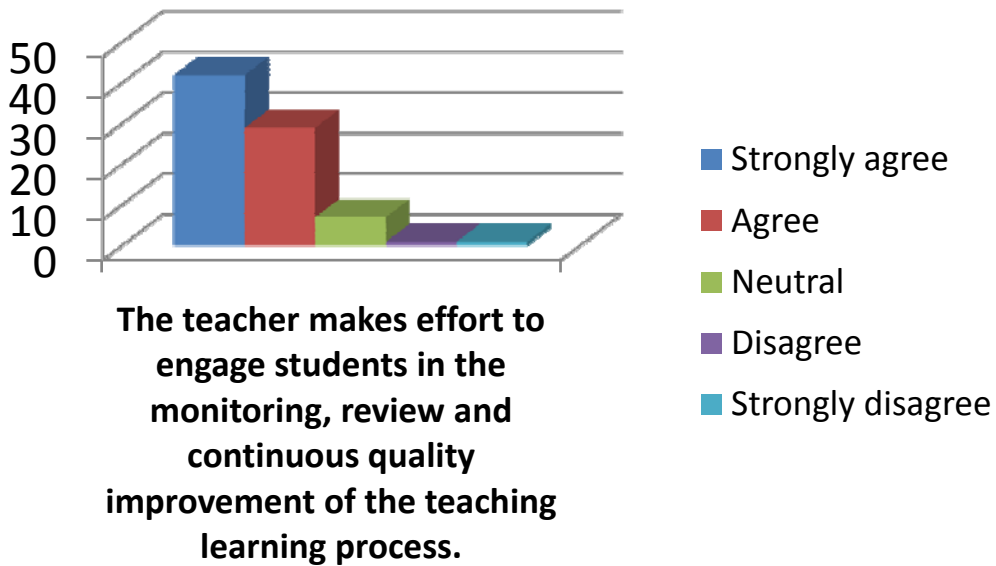 50
40
30
20
10
0
The teacher makes effort to
engage students in the
monitoring, review and
continuous quality
improvement of the teaching
learning process.
Strongly agree
Agree
Neutral
Disagree
Strongly disagree